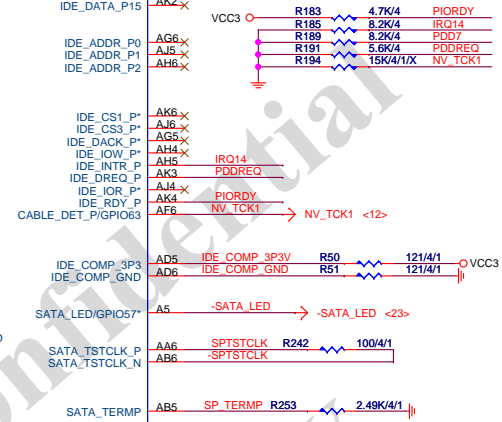 IDE_DATA_P15 AK2
VCC3 R183 4.7K/4 PIORDY
R185 8.2K/4 IRQ14
R189 8.2K/4 PDD7
R191 5.6K/4 PDDREQ
R194 15K/4/1/X NV_TCK1
IDE_ADDR_P0 AG6
IDE_ADDR_P1 AJ5
IDE_ADDR_P2 AH6
IDE_CS1_P* AK6
IDE_CS3_P* AJ6
IDE_DACK_P* AG5
IDE_IOW_P* AH4
IDE_INTR_P AH5 IRQ14
IDE_DREQ_P AK3 PDDREQ
IDE_IOR_P* AJ4
IDE_RDY_P AK4 PIORDY
CABLE_DET_P/GPIO63 AF6 NV_TCK1 NV_TCK1 <12>
IDE_COMP_3P3 AD5 IDE_COMP_3P3V R50 121/4/1 VCC3
IDE_COMP_GND AD6 IDE_COMP_GND R51 121/4/1
SATA_LED/GPIO57* A5 -SATA_LED -SATA_LED <23>
SATA_TSTCLK_P AA6 SPTSTCLK R242 100/4/1
SATA_TSTCLK_N AB6 -SPTSTCLK
SATA_TERMP AB5 SP_TERMP R253 2.49K/4/1
onfidential